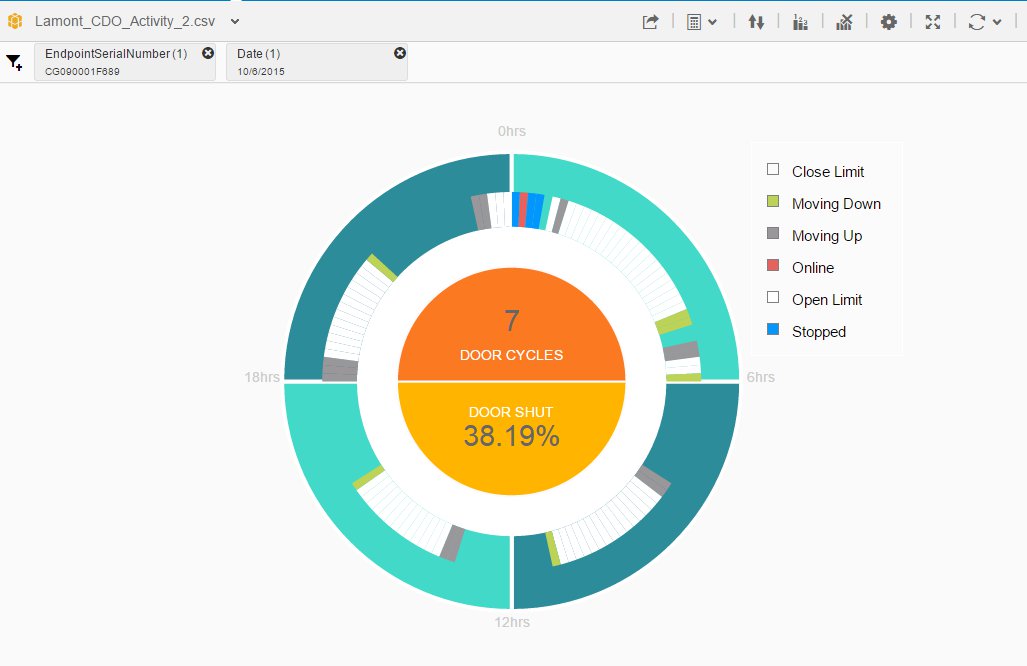 Lamont_CDO_Activity_2.csv
EndpointSerialNumber (1)
CG090001F689
Date (1)
10/6/2015
0hrs
Close Limit
Moving Down
Moving Up
Online
Open Limit
Stopped
7
DOOR CYCLES
18hrs
6hrs
DOOR SHUT
38.19%
12hrs